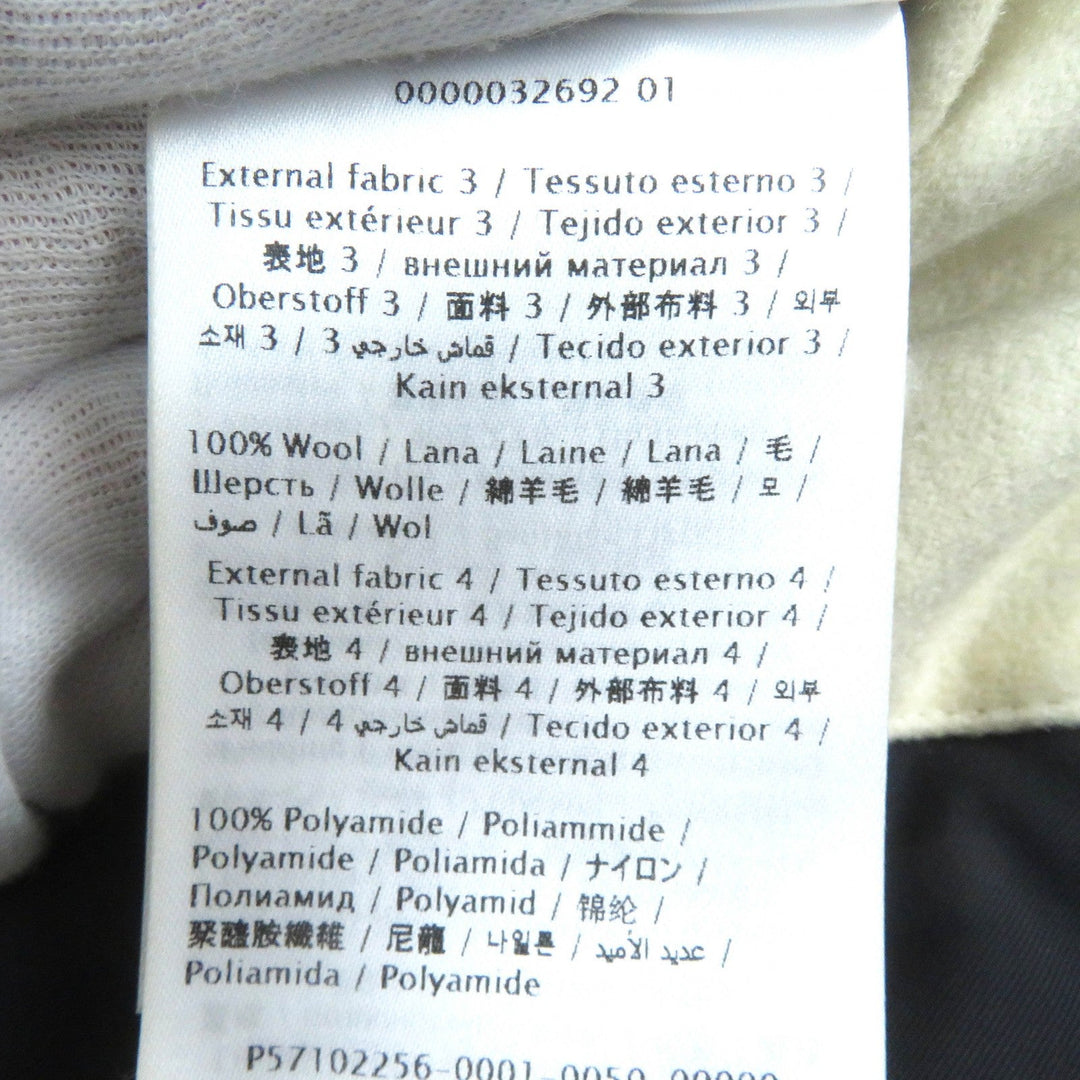 0000032692 01
External fabric 3 / Tessuto esterno 3 /
Tissu extérieur 3 / Tejido exterior 3 /
表地 3 / внешний материал 3 /
Oberstoff 3 / 面料 3 / 外部布料 3 / 외부
소재 3 / 3 قماش خارجي / Tecido exterior 3 /
Kain eksternal 3
100% Wool / Lana / Laine / Lana / 毛 /
Шерсть / Wolle / 綿羊毛 / 綿羊毛 / 모 /
صوف / Lã / Wol
External fabric 4 / Tessuto esterno 4 /
Tissu extérieur 4 / Tejido exterior 4 /
表地 4 / внешний материал 4 /
Oberstoff 4 / 面料 4 / 外部布料 4 / 외부
소재 4 / 4 قماش خارجي / Tecido exterior 4 /
Kain eksternal 4
100% Polyamide / Poliammide /
Polyamide / Poliamida / ナイロン /
Полиамид / Polyamid / 锦纶 /
聚醯胺纖維 / 尼龍 / 나일론 / عديد الأميد /
Poliamida / Polyamide
P57102256-0001-0050